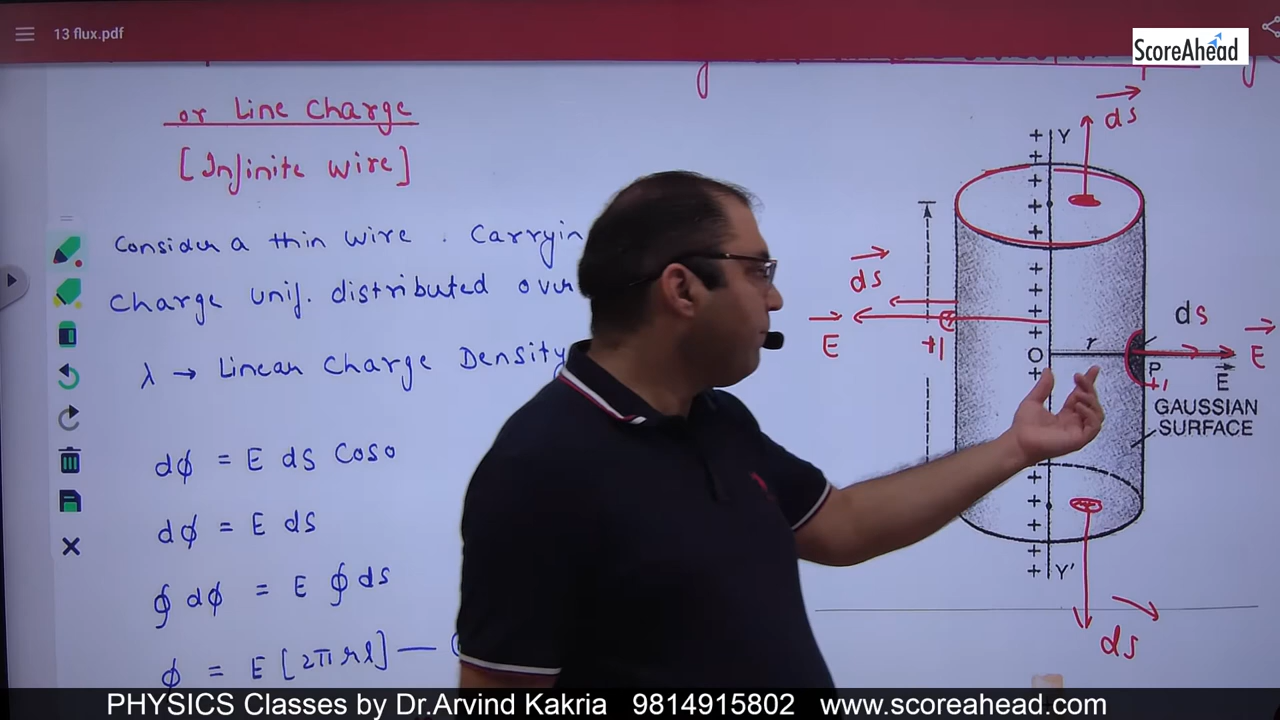 13 flux.pdf
ScoreAhead
or Line Charge
[Infinite wire]
Consider a thin wire. Carryin
Charge unif. distributed over
λ → Linear Charge Density
dϕ = E ds Cos0
dϕ = E ds
∮ dϕ = E ∮ ds
ϕ = E [2πrl] — (
ds
+ Y
ds
E
+1
O
r
ds
P
+1
E
E
GAUSSIAN
SURFACE
+ Y'
ds
PHYSICS Classes by Dr.Arvind Kakria 9814915802 www.scoreahead.com